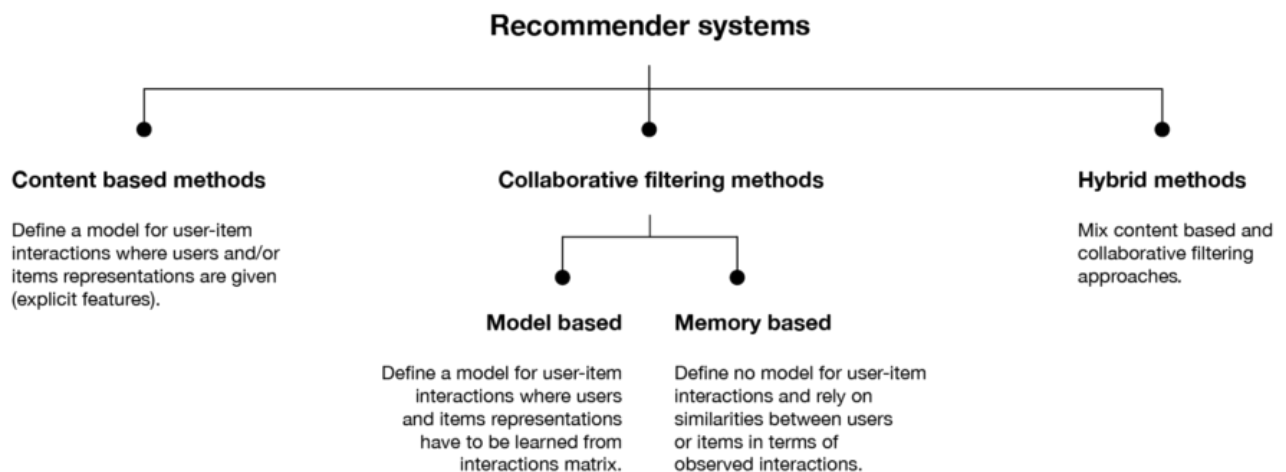 Recommender systems
Content based methods
Define a model for user-item
interactions where users and/or
items representations are given
(explicit features).
Collaborative filtering methods
Model based
Define a model for user-item
interactions where users
and items representations
have to be learned from
interactions matrix.
Memory based
Define no model for user-item
interactions and rely on
similarities between users
or items in terms of
observed interactions.
Hybrid methods
Mix content based and
collaborative filtering
approaches.